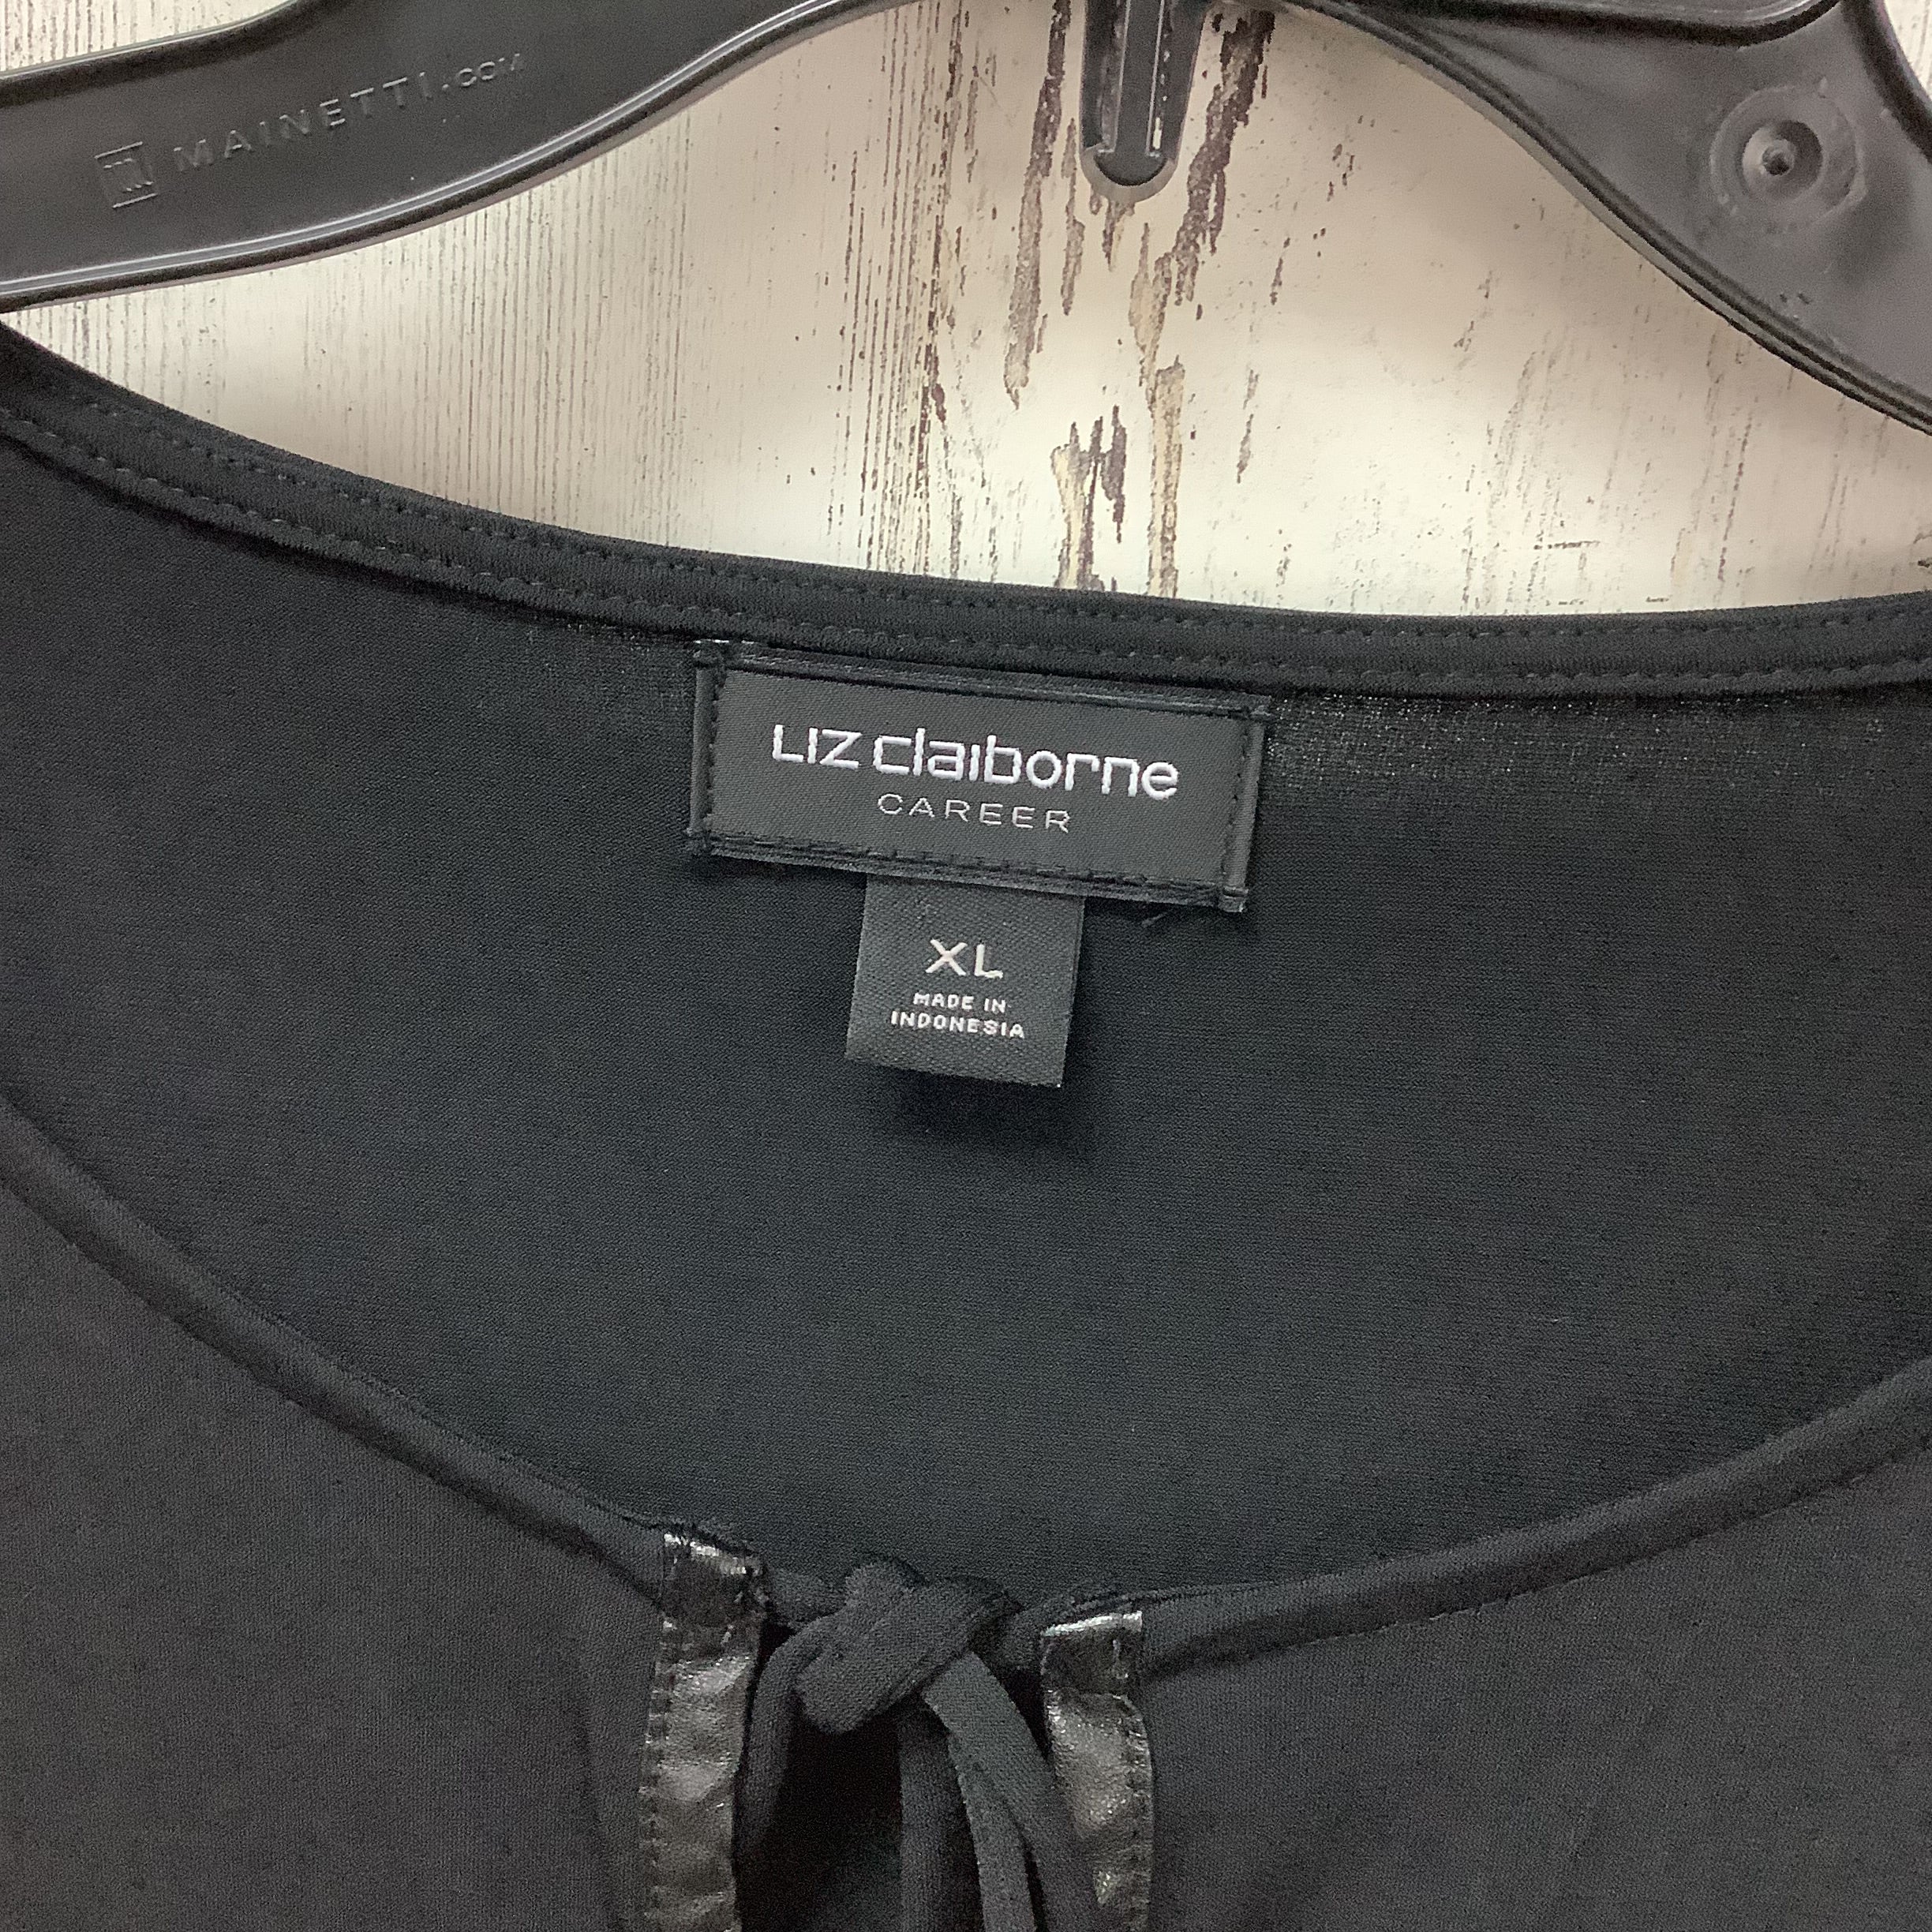 MAINETTI.COM
Liz claiborne
CAREER
XL
MADE IN
INDONESIA